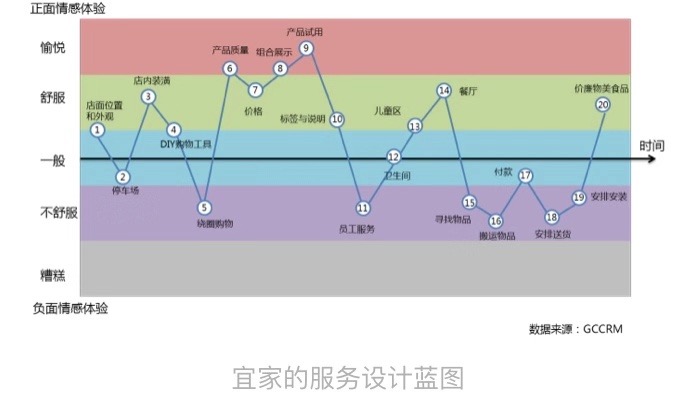 正面情感体验
愉悦
舒服
一般
不舒服
糟糕
负面情感体验
时间
1
店面位置
和外观
2
停车场
3
店内装潢
4
DIY购物工具
5
绕圈购物
6
产品质量
7
价格
8
组合展示
9
产品试用
10
标签与说明
11
员工服务
12
卫生间
13
儿童区
14
餐厅
15
寻找物品
16
搬运物品
17
付款
18
安排送货
19
安排安装
20
价廉物美食品
数据来源：GCCRM
宜家的服务设计蓝图